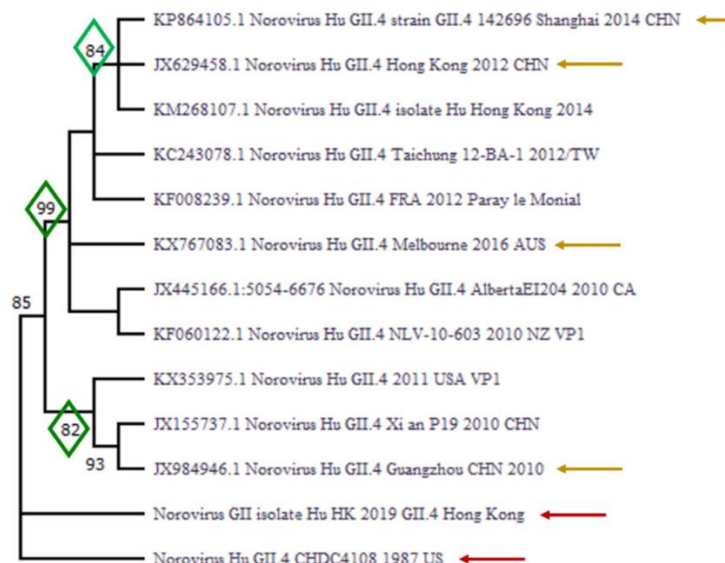 KP864105.1 Norovirus Hu GII.4 strain GII.4 142696 Shanghai 2014 CHN
84
JX629458.1 Norovirus Hu GII.4 Hong Kong 2012 CHN
KM268107.1 Norovirus Hu GII.4 isolate Hu Hong Kong 2014
KC243078.1 Norovirus Hu GII.4 Taichung 12-BA-1 2012/TW
KF008239.1 Norovirus Hu GII.4 FRA 2012 Paray le Monial
99
KX767083.1 Norovirus Hu GII.4 Melbourne 2016 AUS
JX445166.1:5054-6676 Norovirus Hu GII.4 AlbertaEI204 2010 CA
85
KF060122.1 Norovirus Hu GII.4 NLV-10-603 2010 NZ VP1
KX353975.1 Norovirus Hu GII.4 2011 USA VP1
82
JX155737.1 Norovirus Hu GII.4 Xi an P19 2010 CHN
93
JX984946.1 Norovirus Hu GII.4 Guangzhou CHN 2010
Norovirus GII isolate Hu HK 2019 GII.4 Hong Kong
Norovirus Hu GII.4 CHDC4108 1987 US